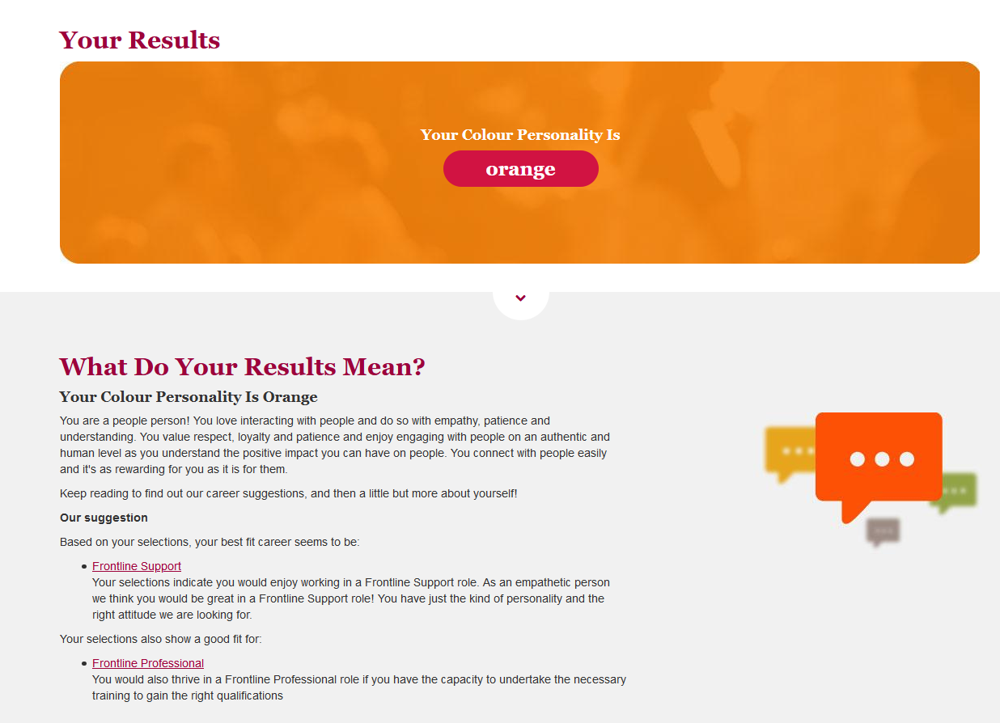 Your Results
Your Colour Personality Is
orange
What Do Your Results Mean?
Your Colour Personality Is Orange
You are a people person! You love interacting with people and do so with empathy, patience and
understanding. You value respect, loyalty and patience and enjoy engaging with people on an authentic and
human level as you understand the positive impact you can have on people. You connect with people easily
and it's as rewarding for you as it is for them.
Keep reading to find out our career suggestions, and then a little but more about yourself!
Our suggestion
Based on your selections, your best fit career seems to be:
• Frontline Support
Your selections indicate you would enjoy working in a Frontline Support role. As an empathetic person
we think you would be great in a Frontline Support role! You have just the kind of personality and the
right attitude we are looking for.
Your selections also show a good fit for:
• Frontline Professional
You would also thrive in a Frontline Professional role if you have the capacity to undertake the necessary
training to gain the right qualifications